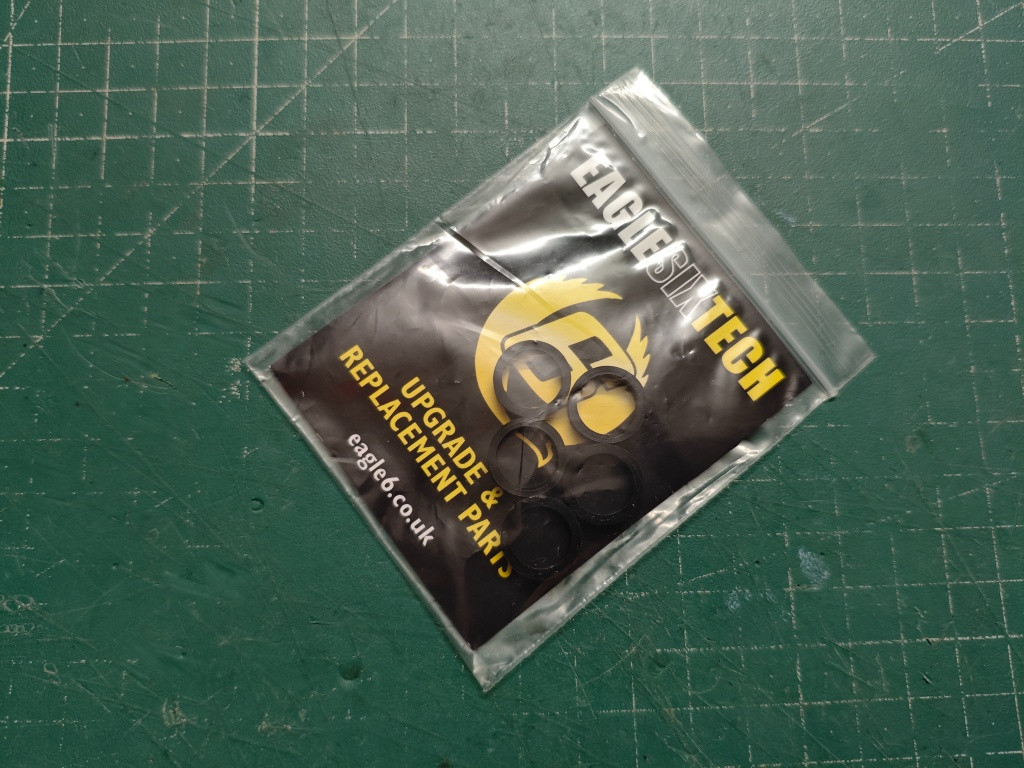 EAGLESIXTECH
UPGRADE &
REPLACEMENT PARTS
eagle6.co.uk